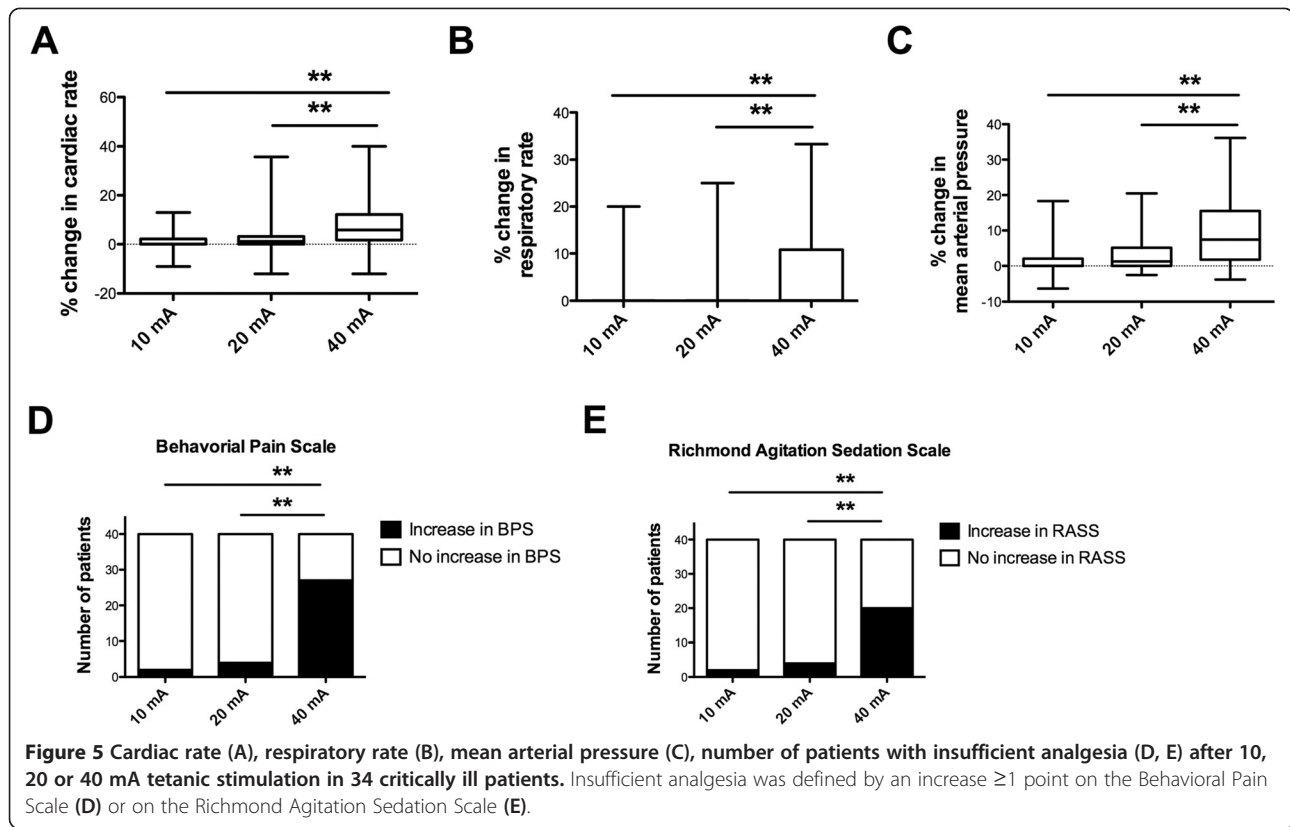 A
% change in cardiac rate
60
40
20
0
-20
10 mA
20 mA
40 mA
**
**
B
% change in
respiratory rate
40
30
20
10
0
10 mA
20 mA
40 mA
**
**
C
% change in
mean arterial pressure
40
30
20
10
0
-10
10 mA
20 mA
40 mA
**
**
D
Behavorial Pain Scale
**
**
Number of patients
40
30
20
10
0
10 mA
20 mA
40 mA
Increase in BPS
No increase in BPS
E
Richmond Agitation Sedation Scale
**
**
Number of patients
40
30
20
10
0
10 mA
20 mA
40 mA
Increase in RASS
No increase in RASS
Figure 5 Cardiac rate (A), respiratory rate (B), mean arterial pressure (C), number of patients with insufficient analgesia (D, E) after 10,
20 or 40 mA tetanic stimulation in 34 critically ill patients. Insufficient analgesia was defined by an increase ≥1 point on the Behavioral Pain
Scale (D) or on the Richmond Agitation Sedation Scale (E).